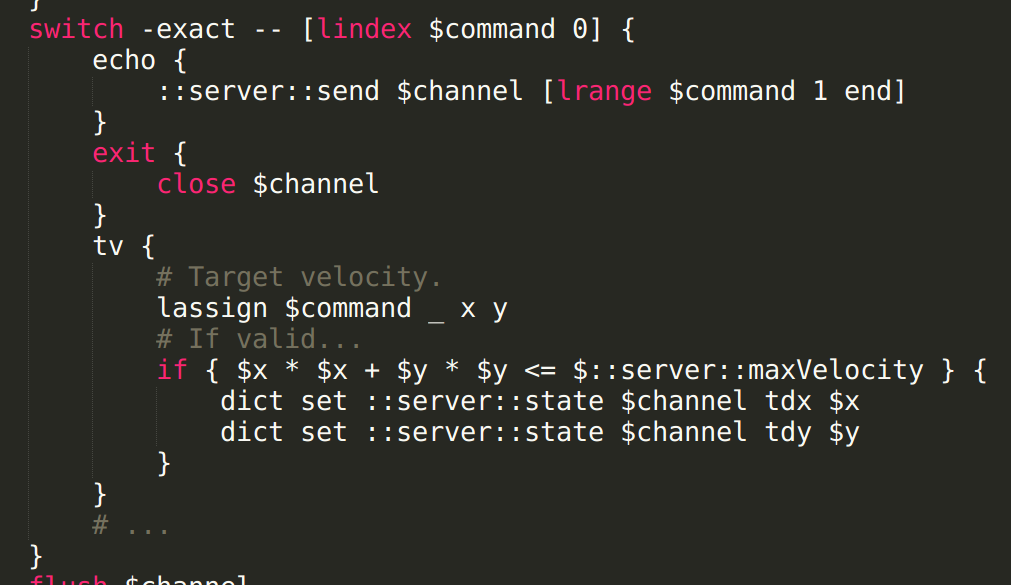 }
switch -exact -- [lindex $command 0] {
    echo {
        ::server::send $channel [lrange $command 1 end]
    }
    exit {
        close $channel
    }
    tv {
        # Target velocity.
        lassign $command _ x y
        # If valid...
        if { $x * $x + $y * $y <= $::server::maxVelocity } {
            dict set ::server::state $channel tdx $x
            dict set ::server::state $channel tdy $y
        }
    }
    # ...
}
flush $channel